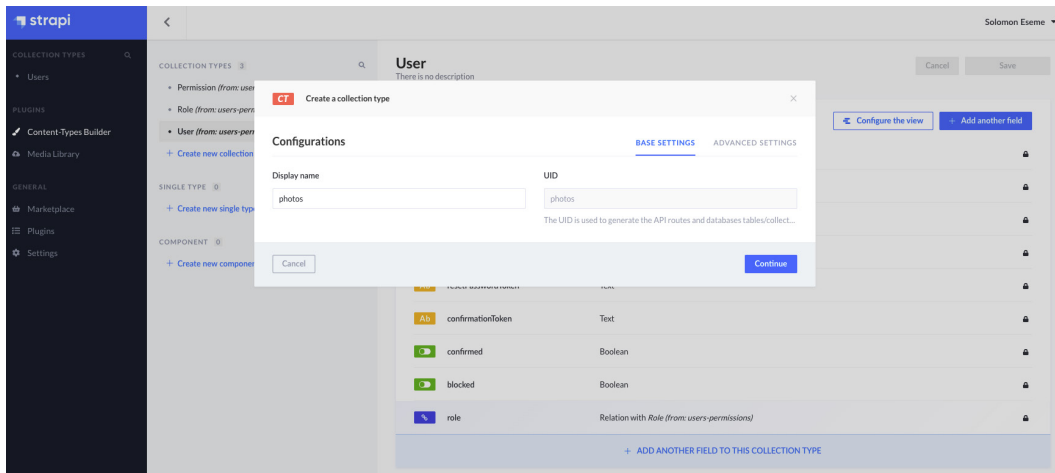 strapi
Solomon Eseme
COLLECTION TYPES
Users
PLUGINS
Content-Types Builder
Media Library
GENERAL
Marketplace
Plugins
Settings
COLLECTION TYPES 3
Permission (from: user
Role (from: users-perm
User (from: users-perm
+ Create new collection
SINGLE TYPE 0
+ Create new single type
COMPONENT 0
+ Create new componen
User
There is no description
Cancel
Save
Configure the view
+ Add another field
CT Create a collection type
Configurations
BASE SETTINGS
ADVANCED SETTINGS
Display name
photos
UID
photos
The UID is used to generate the API routes and databases tables/collect...
Cancel
Continue
resetPasswordToken Text
Ab confirmationToken Text
confirmed Boolean
blocked Boolean
role Relation with Role (from: users-permissions)
+ ADD ANOTHER FIELD TO THIS COLLECTION TYPE